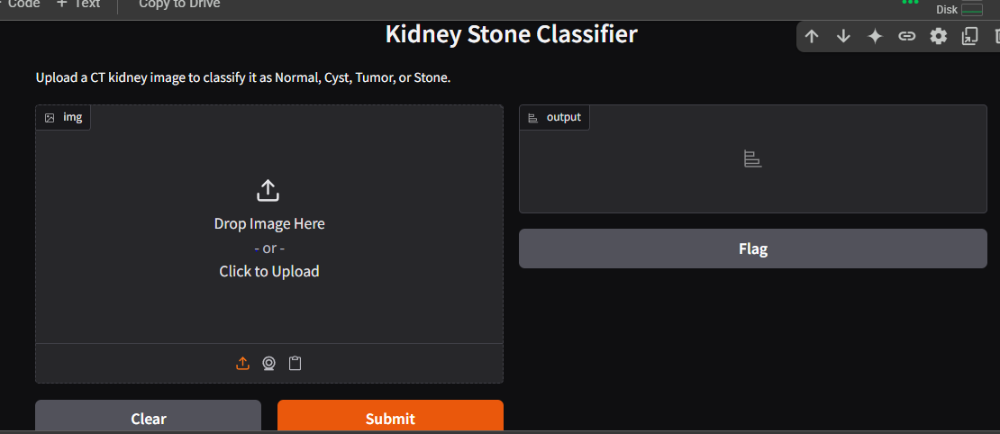 Code + Text Copy to Drive
Disk
Kidney Stone Classifier
Upload a CT kidney image to classify it as Normal, Cyst, Tumor, or Stone.
img
output
Drop Image Here
- or -
Click to Upload
Flag
Clear
Submit